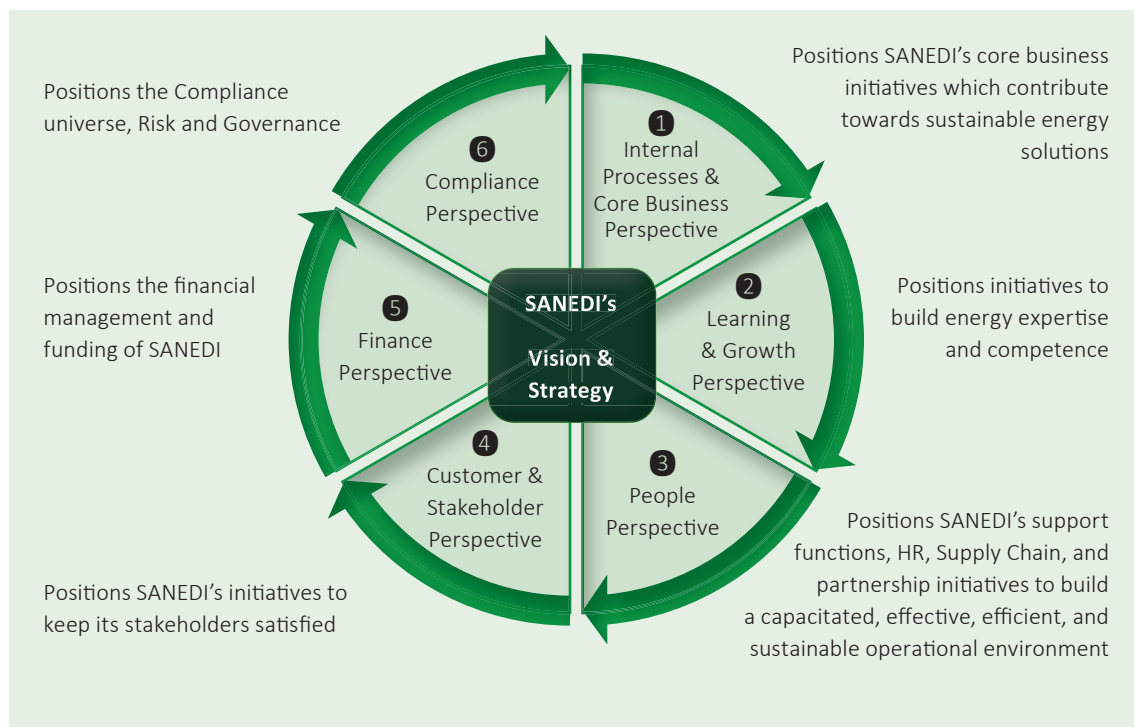 Positions SANEDI's core business
initiatives which contribute
towards sustainable energy
solutions
1
Internal
Processes &
Core Business
Perspective
2
Learning
& Growth
Perspective
Positions initiatives to
build energy expertise
and competence
3
People
Perspective
Positions SANEDI's support
functions, HR, Supply Chain, and
partnership initiatives to build
a capacitated, effective, efficient, and
sustainable operational environment
4
Customer &
Stakeholder
Perspective
Positions SANEDI's initiatives to
keep its stakeholders satisfied
5
Finance
Perspective
Positions the financial
management and
funding of SANEDI
6
Compliance
Perspective
Positions the Compliance
universe, Risk and Governance
SANEDI's
Vision &
Strategy